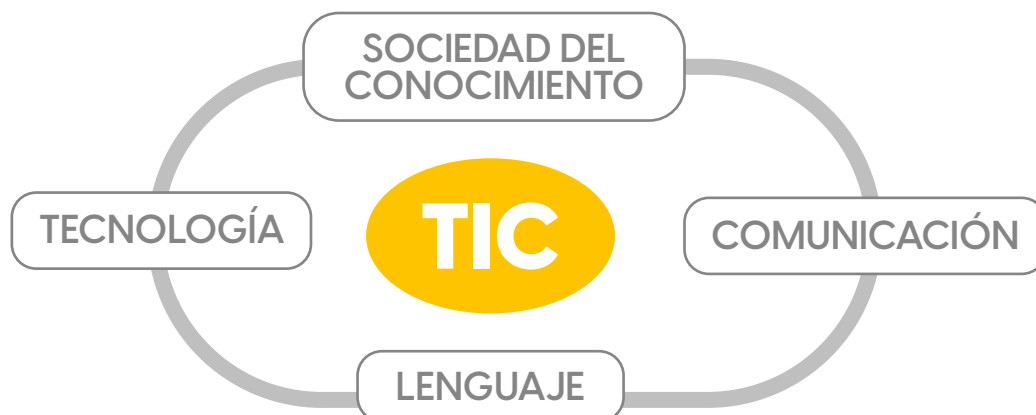 SOCIEDAD DEL
CONOCIMIENTO
TECNOLOGÍA
TIC
COMUNICACIÓN
LENGUAJE